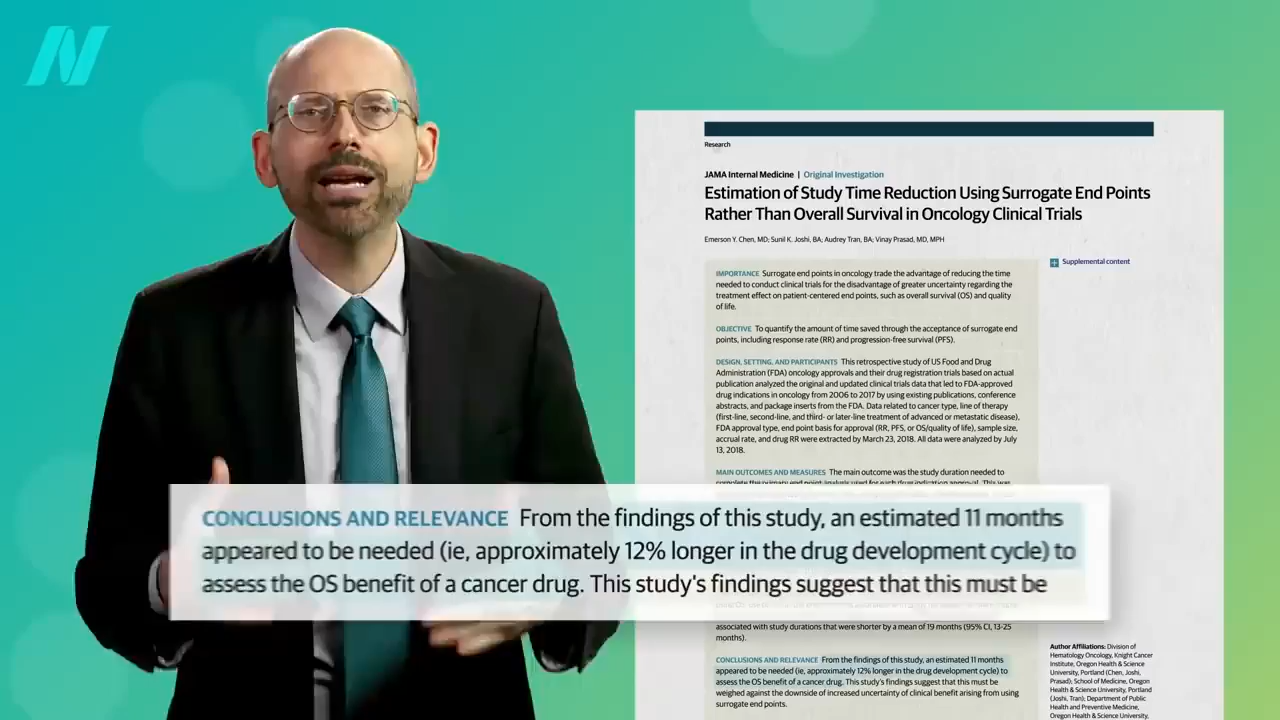 Research
JAMA Internal Medicine | Original Investigation
Estimation of Study Time Reduction Using Surrogate End Points
Rather Than Overall Survival in Oncology Clinical Trials
Emerson Y. Chen, MD; Sunil K. Joshi, BA; Audrey Tran, BA; Vinay Prasad, MD, MPH
Supplemental content
IMPORTANCE Surrogate end points in oncology trade the advantage of reducing the time
needed to conduct clinical trials for the disadvantage of greater uncertainty regarding the
treatment effect on patient-centered end points, such as overall survival (OS) and quality
of life.
OBJECTIVE To quantify the amount of time saved through the acceptance of surrogate end
points, including response rate (RR) and progression-free survival (PFS).
DESIGN, SETTING, AND PARTICIPANTS This retrospective study of US Food and Drug
Administration (FDA) oncology approvals and their drug registration trials based on actual
publication analyzed the original and updated clinical trials data that led to FDA-approved
drug indications in oncology from 2006 to 2017 by using existing publications, conference
abstracts, and package inserts from the FDA. Data related to cancer type, line of therapy
(first-line, second-line, and third- or later-line treatment of advanced or metastatic disease),
FDA approval type, end point basis for approval (RR, PFS, or OS/quality of life), sample size,
accrual rate, and drug RR were extracted by March 23, 2018. All data were analyzed by July
13, 2018.
MAIN OUTCOMES AND MEASURES The main outcome was the study duration needed to
complete the primary end point analysis used for each drug indication approval. This was
CONCLUSIONS AND RELEVANCE From the findings of this study, an estimated 11 months
appeared to be needed (ie, approximately 12% longer in the drug development cycle) to
assess the OS benefit of a cancer drug. This study's findings suggest that this must be
associated with study durations that were shorter by a mean of 19 months (95% CI, 13-25
months).
CONCLUSIONS AND RELEVANCE From the findings of this study, an estimated 11 months
appeared to be needed (ie, approximately 12% longer in the drug development cycle) to
assess the OS benefit of a cancer drug. This study's findings suggest that this must be
weighed against the downside of increased uncertainty of clinical benefit arising from using
surrogate end points.
Author Affiliations: Division of
Hematology Oncology, Knight Cancer
Institute, Oregon Health & Science
University, Portland (Chen, Joshi,
Prasad); School of Medicine, Oregon
Health & Science University, Portland
(Joshi, Tran); Department of Public
Health and Preventive Medicine,
Oregon Health & Science University,